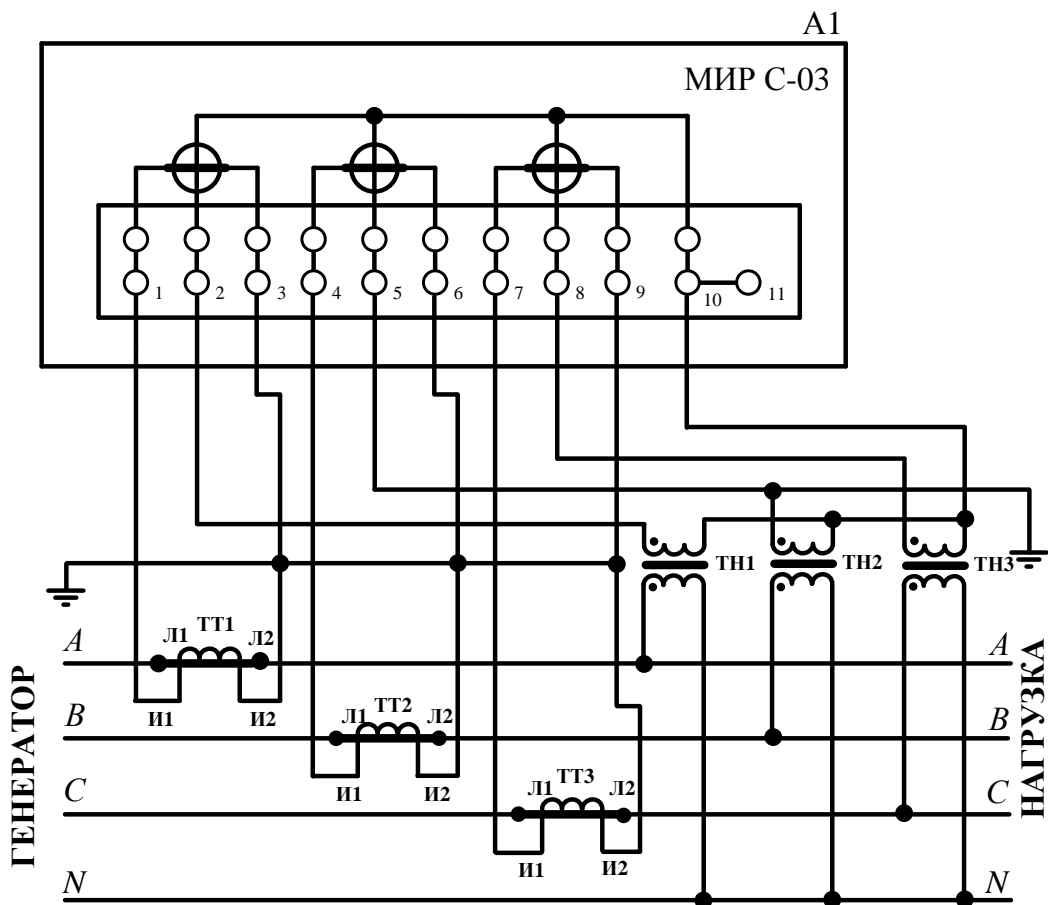 А1
МИР С-03
1 2 3 4 5 6 7 8 9 10 11
ТН1 ТН2 ТН3
A Л1 ТТ1 Л2 A
И1 И2
B Л1 ТТ2 Л2 B
И1 И2
C Л1 ТТ3 Л2 C
И1 И2
N N
ГЕНЕРАТОР
НАГРУЗКА